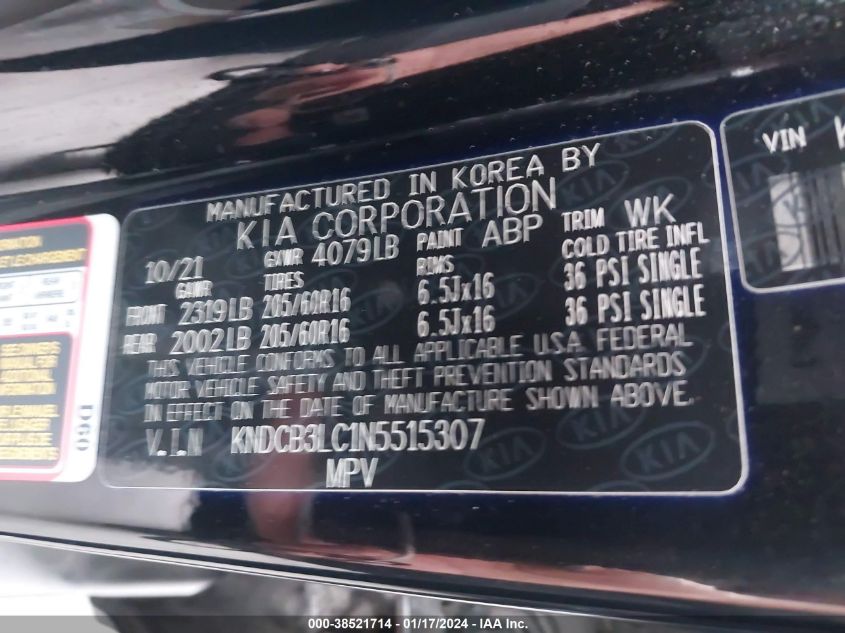 MANUFACTURED IN KOREA BY
KIA CORPORATION
10/21 GVWR 4079LB PAINT ABP TRIM WK
GAWR TIRES RIMS COLD TIRE INFL
FRONT 2319LB 205/60R16 6.5Jx16 36 PSI SINGLE
REAR 2002LB 205/60R16 6.5Jx16 36 PSI SINGLE
THIS VEHICLE CONFORMS TO ALL APPLICABLE U.S.A. FEDERAL
MOTOR VEHICLE SAFETY AND THEFT PREVENTION STANDARDS
IN EFFECT ON THE DATE OF MANUFACTURE SHOWN ABOVE.
V.I.N KNDCB3LC1N5515307
MPV
VIN K
D60
000-38521714 - 01/17/2024 - IAA Inc.